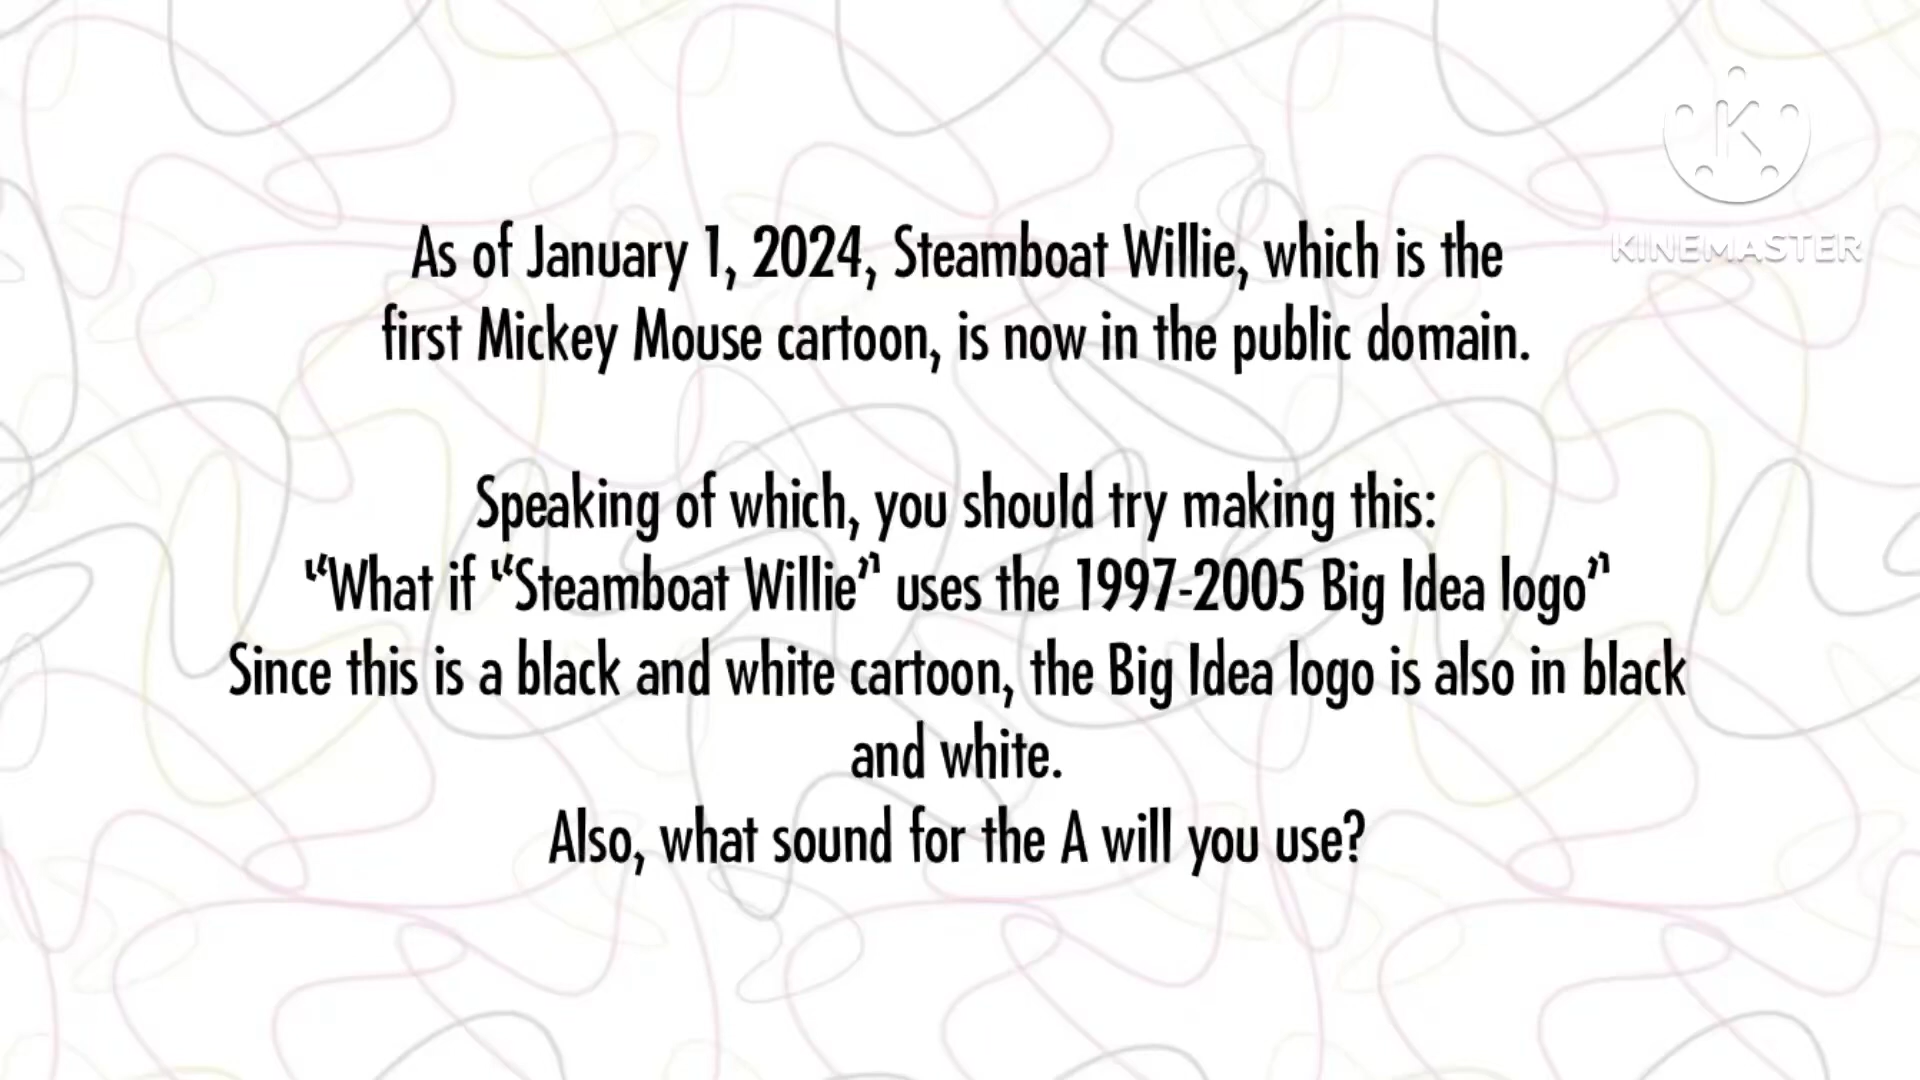 KINEMASTER
As of January 1, 2024, Steamboat Willie, which is the
first Mickey Mouse cartoon, is now in the public domain.
Speaking of which, you should try making this:
“What if “Steamboat Willie” uses the 1997-2005 Big Idea logo”
Since this is a black and white cartoon, the Big Idea logo is also in black
and white.
Also, what sound for the A will you use?